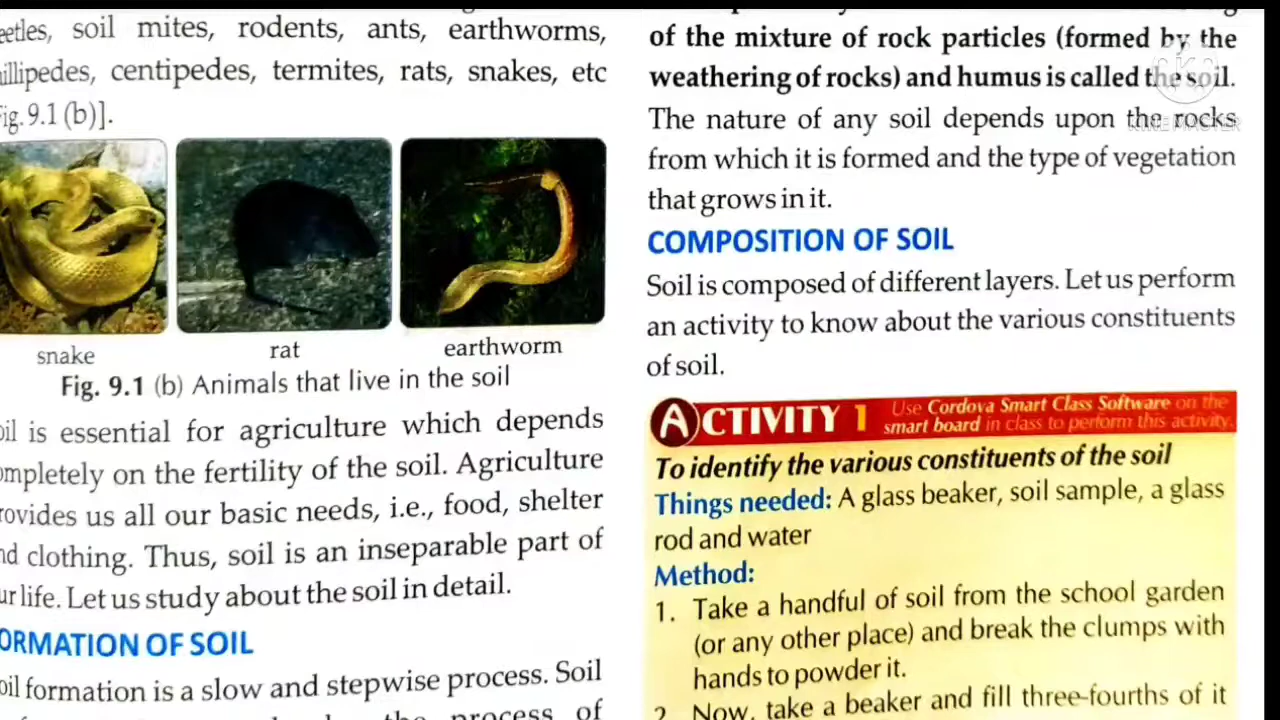 soil mites, rodents, ants, earthworms,
centipedes, termites, rats, snakes, etc
9.1 (b)].
snake
rat
earthworm
Fig. 9.1 (b) Animals that live in the soil
is essential for agriculture which depends
on the fertility of the soil. Agriculture
us all our basic needs, i.e., food, shelter
clothing. Thus, soil is an inseparable part of
life. Let us study about the soil in detail.
OF SOIL
formation is a slow and stepwise process. Soil
process of
of the mixture of rock particles (formed by the
weathering of rocks) and humus is called the soil.
The nature of any soil depends upon the rocks
from which it is formed and the type of vegetation
that grows in it.
COMPOSITION OF SOIL
Soil is composed of different layers. Let us perform
an activity to know about the various constituents
of soil.
ACTIVITY 1 Use Cordova Smart Class Software on the
smart board in class to perform this activity.
To identify the various constituents of the soil
Things needed: A glass beaker, soil sample, a glass
rod and water
Method:
1. Take a handful of soil from the school garden
(or any other place) and break the clumps with
hands to powder it.
2. Now, take a beaker and fill three-fourths of it
KINEMASTER